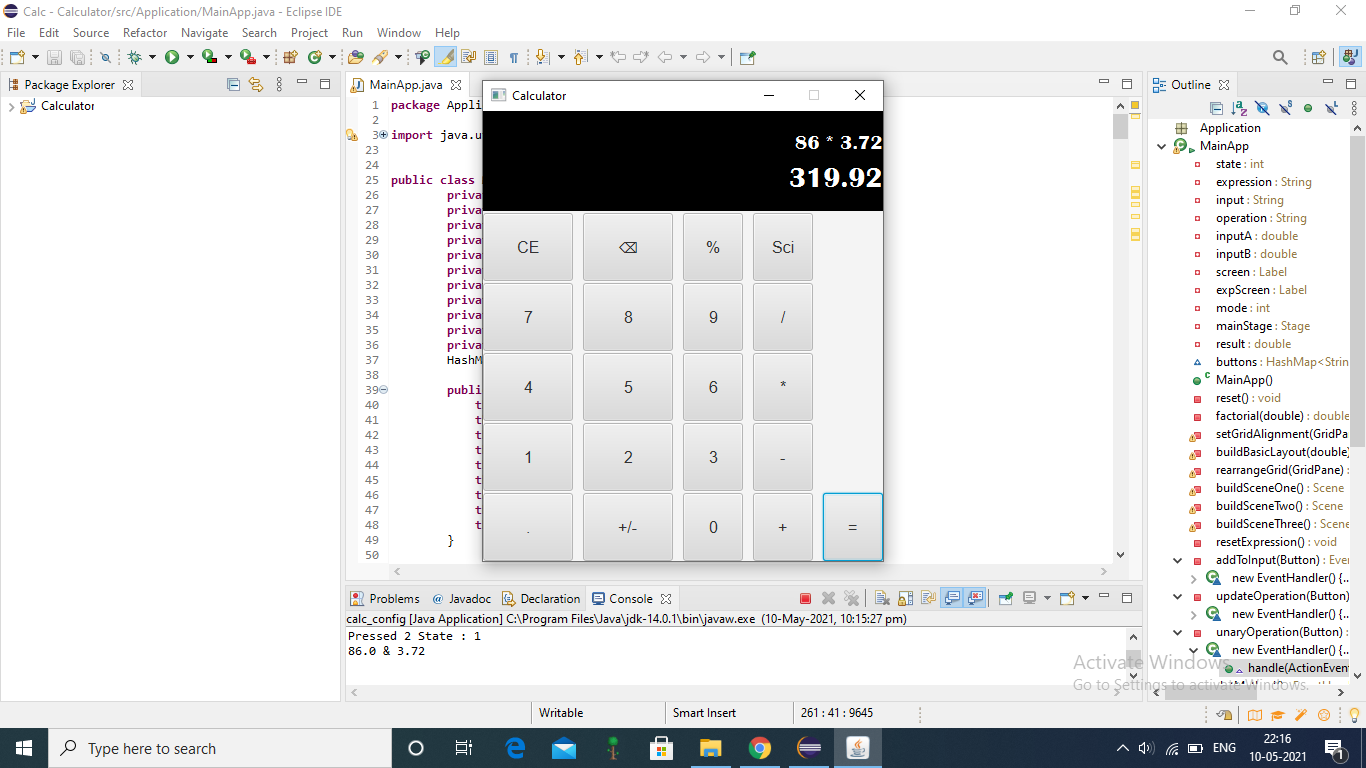 Calc - Calculator/src/Application/MainApp.java - Eclipse IDE
File Edit Source Refactor Navigate Search Project Run Window Help
Package Explorer
Calculator
MainApp.java
1 package Appli
2
3 import java.u
23
24
25 public class
26 priva
27 priva
28 priva
29 priva
30 priva
31 priva
32 priva
33 priva
34 priva
35 priva
36 priva
37 HashM
38
39 publi
40 t
41 t
42 t
43 t
44 t
45 t
46 t
47 t
48 t
49 }
50
Calculator
86 * 3.72
319.92
CE ⌫ % Sci
7 8 9 /
4 5 6 *
1 2 3 -
. +/- 0 + =
Outline
Application
MainApp
state : int
expression : String
input : String
operation : String
inputA : double
inputB : double
screen : Label
expScreen : Label
mode : int
mainStage : Stage
result : double
buttons : HashMap<Strin
MainApp()
reset() : void
factorial(double) : double
setGridAlignment(GridPa
buildBasicLayout(double)
rearrangeGrid(GridPane) :
buildSceneOne() : Scene
buildSceneTwo() : Scene
buildSceneThree() : Scene
resetExpression() : void
addToInput(Button) : Eve
new EventHandler() {...
updateOperation(Button)
new EventHandler() {...
unaryOperation(Button) :
new EventHandler() {...
handle(ActionEven
Problems @ Javadoc Declaration Console
calc_config [Java Application] C:\Program Files\Java\jdk-14.0.1\bin\javaw.exe (10-May-2021, 10:15:27 pm)
Pressed 2 State : 1
86.0 & 3.72
Activate Windows
Go to Settings to activate Windows.
Writable Smart Insert 261 : 41 : 9645
Type here to search
ENG
22:16
10-05-2021
1